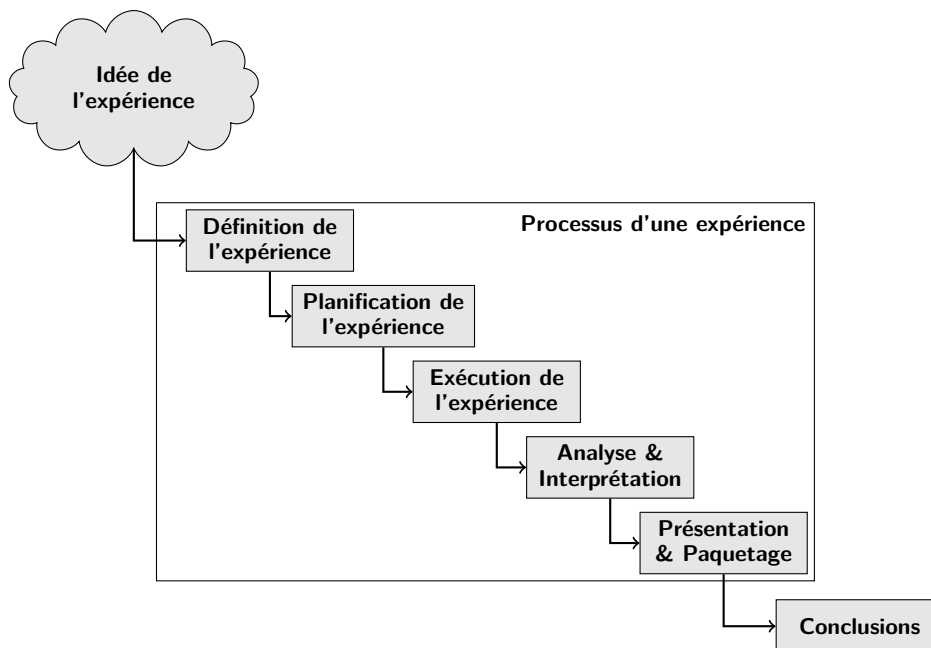 Idée de
l'expérience
Processus d'une expérience
Définition de
l'expérience
Planification de
l'expérience
Exécution de
l'expérience
Analyse &
Interprétation
Présentation
& Paquetage
Conclusions